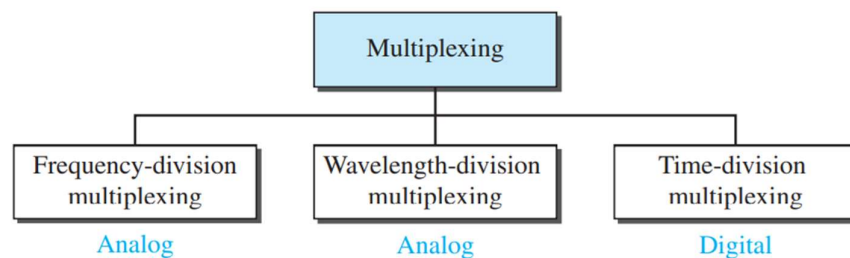 Multiplexing
Frequency-division
multiplexing
Wavelength-division
multiplexing
Time-division
multiplexing
Analog
Analog
Digital